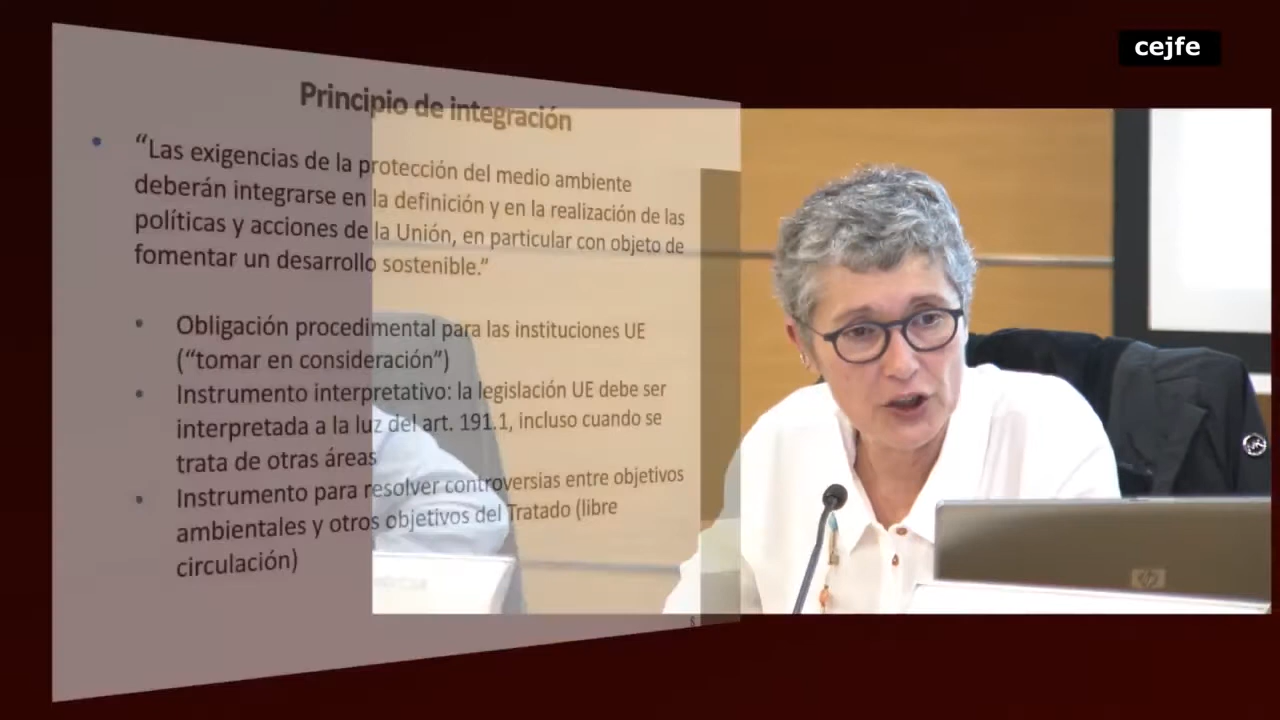 cejfe
Principio de integración
• “Las exigencias de la protección del medio ambiente
deberán integrarse en la definición y en la realización de las
políticas y acciones de la Unión, en particular con objeto de
fomentar un desarrollo sostenible.”
• Obligación procedimental para las instituciones UE
(“tomar en consideración”)
• Instrumento interpretativo: la legislación UE debe ser
interpretada a la luz del art. 191.1, incluso cuando se
trata de otras áreas
• Instrumento para resolver controversias entre objetivos
ambientales y otros objetivos del Tratado (libre
circulación)
hp